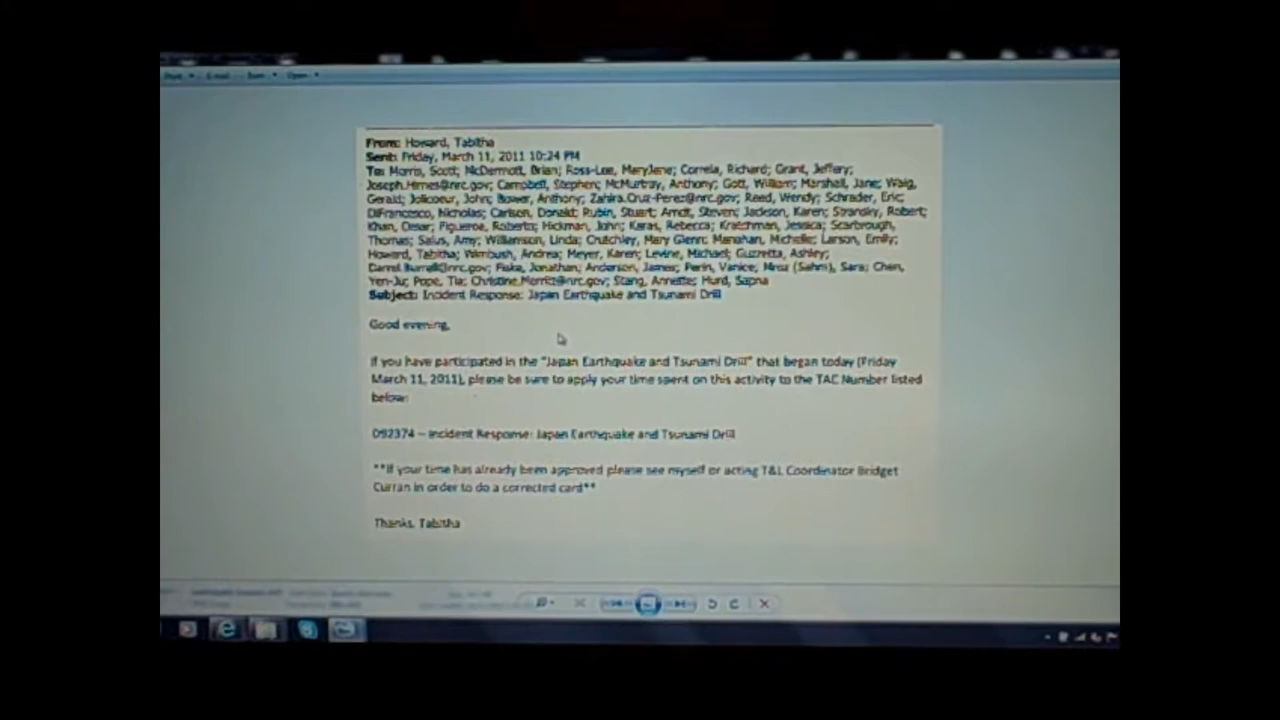 From: Howard, Tabitha
Sent: Friday, March 11, 2011 10:24 PM
To: Morris, Scott; McDermott, Brian; Ross-Lee, MaryJane; Correia, Richard; Grant, Jeffery;
Joseph.Himes@nrc.gov; Campbell, Stephen; McMurtray, Anthony; Gott, William; Marshall, Jane; Waig,
Gerald; Jolicoeur, John; Bower, Anthony; Zahira.Cruz-Perez@nrc.gov; Reed, Wendy; Schrader, Eric;
DiFrancesco, Nicholas; Carlson, Donald; Rubin, Stuart; Arndt, Steven; Jackson, Karen; Stransky, Robert;
Khan, Omar; Figueroa, Roberto; Hickman, John; Karas, Rebecca; Kratchman, Jessica; Scarbrough,
Thomas; Salus, Amy; Williamson, Linda; Crutchley, Mary Glenn; Manahan, Michelle; Larson, Emily;
Howard, Tabitha; Wimbush, Andrea; Meyer, Karen; Levine, Michael; Guzzetta, Ashley;
Darrel.Burrell@nrc.gov; Fiske, Jonathan; Anderson, James; Perin, Vanice; Mroz (Sahm), Sara; Chen,
Yen-Ju; Pope, Tia; Christine.Merritz@nrc.gov; Stang, Annette; Hurd, Sapna
Subject: Incident Response: Japan Earthquake and Tsunami Drill
Good evening,
If you have participated in the "Japan Earthquake and Tsunami Drill" that began today (Friday
March 11, 2011), please be sure to apply your time spent on this activity to the TAC Number listed
below:
092374 – Incident Response: Japan Earthquake and Tsunami Drill
**If your time has already been approved please see myself or acting T&L Coordinator Bridget
Curran in order to do a corrected card**
Thanks, Tabitha